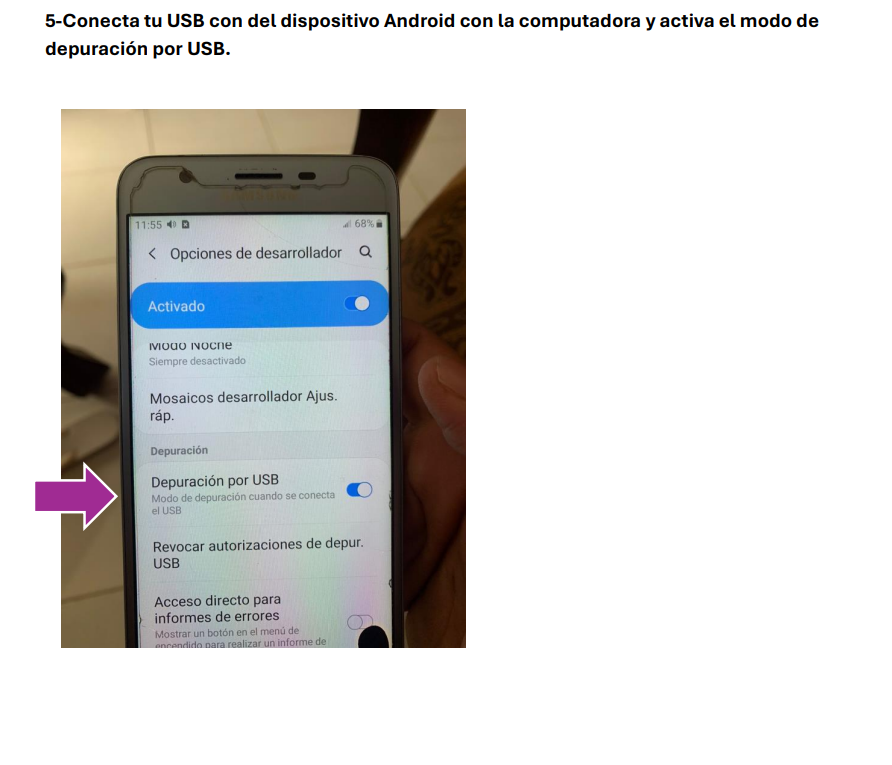 5-Conecta tu USB con del dispositivo Android con la computadora y activa el modo de
depuración por USB.
11:55
68%
Opciones de desarrollador
Activado
Modo Noche
Siempre desactivado
Mosaicos desarrollador Ajus.
ráp.
Depuración
Depuración por USB
Modo de depuración cuando se conecta
el USB
Revocar autorizaciones de depur.
USB
Acceso directo para
informes de errores
Mostrar un botón en el menú de
encendido para realizar un informe de